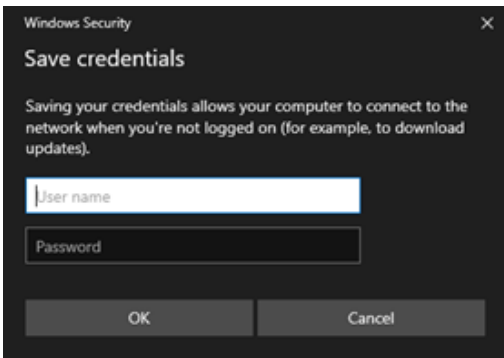 Windows Security
Save credentials
Saving your credentials allows your computer to connect to the
network when you're not logged on (for example, to download
updates).
User name
Password
OK
Cancel